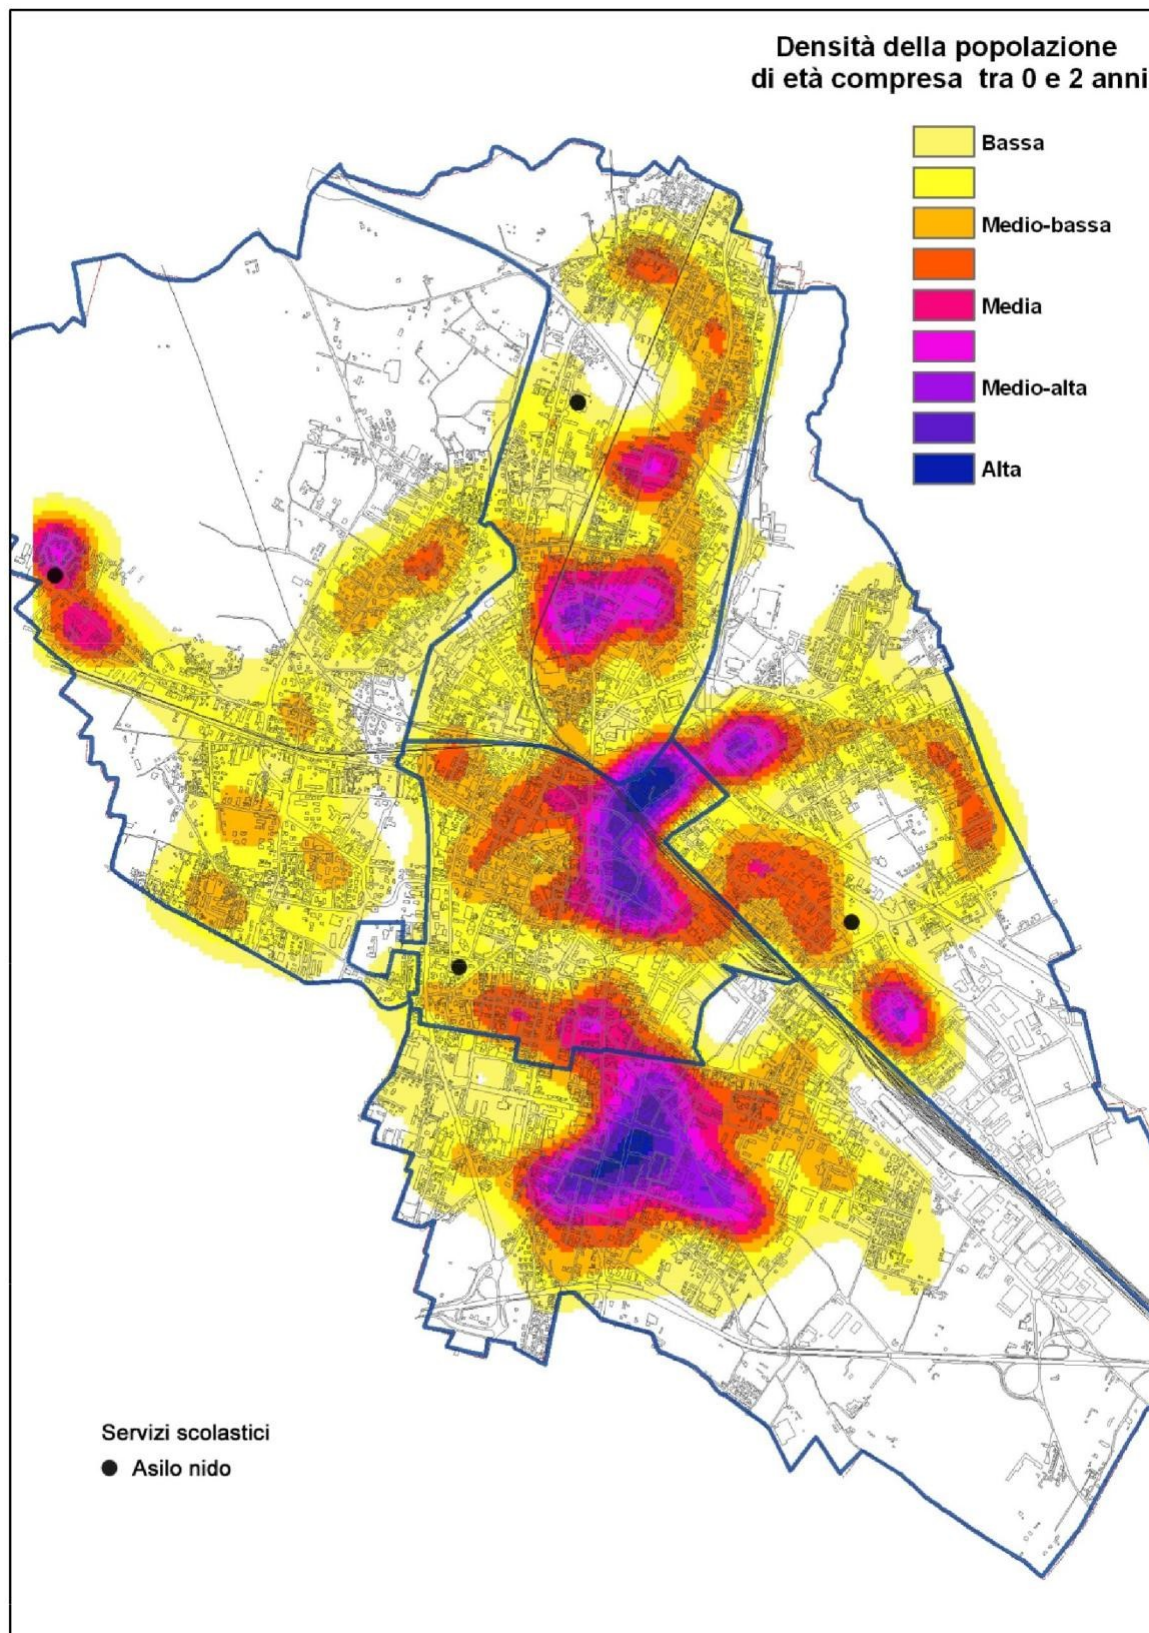 Densità della popolazione
di età compresa tra 0 e 2 anni
Bassa
Medio-bassa
Media
Medio-alta
Alta
Servizi scolastici
Asilo nido